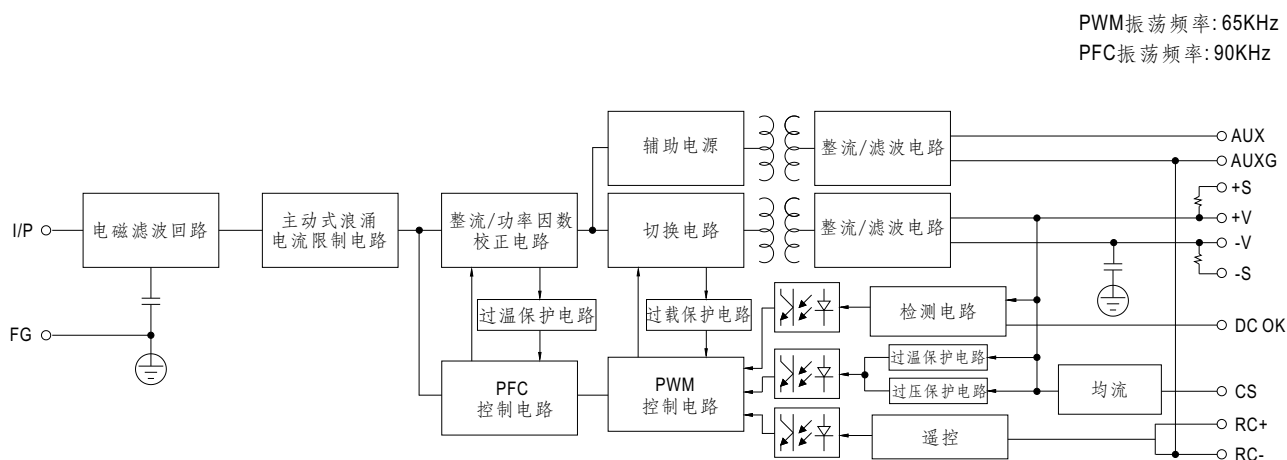 PWM振荡频率: 65KHz
PFC振荡频率: 90KHz
辅助电源
整流/滤波电路
AUX
AUXG
+S
I/P
电磁滤波回路
主动式浪涌
电流限制电路
整流/功率因数
校正电路
切换电路
整流/滤波电路
+V
-V
-S
过温保护电路
过载保护电路
检测电路
FG
DC OK
PFC
控制电路
PWM
控制电路
过温保护电路
过压保护电路
均流
CS
遥控
RC+
RC-